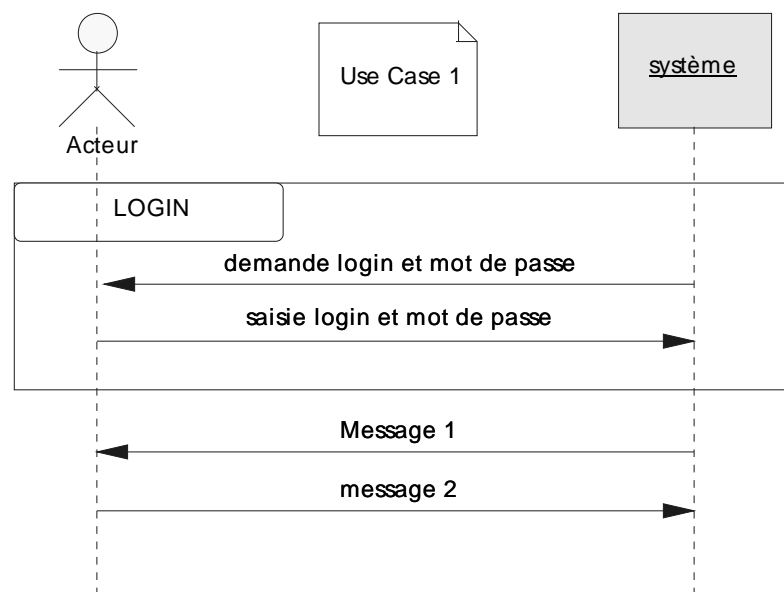 Use Case 1
système
Acteur
LOGIN
demande login et mot de passe
saisie login et mot de passe
Message 1
message 2